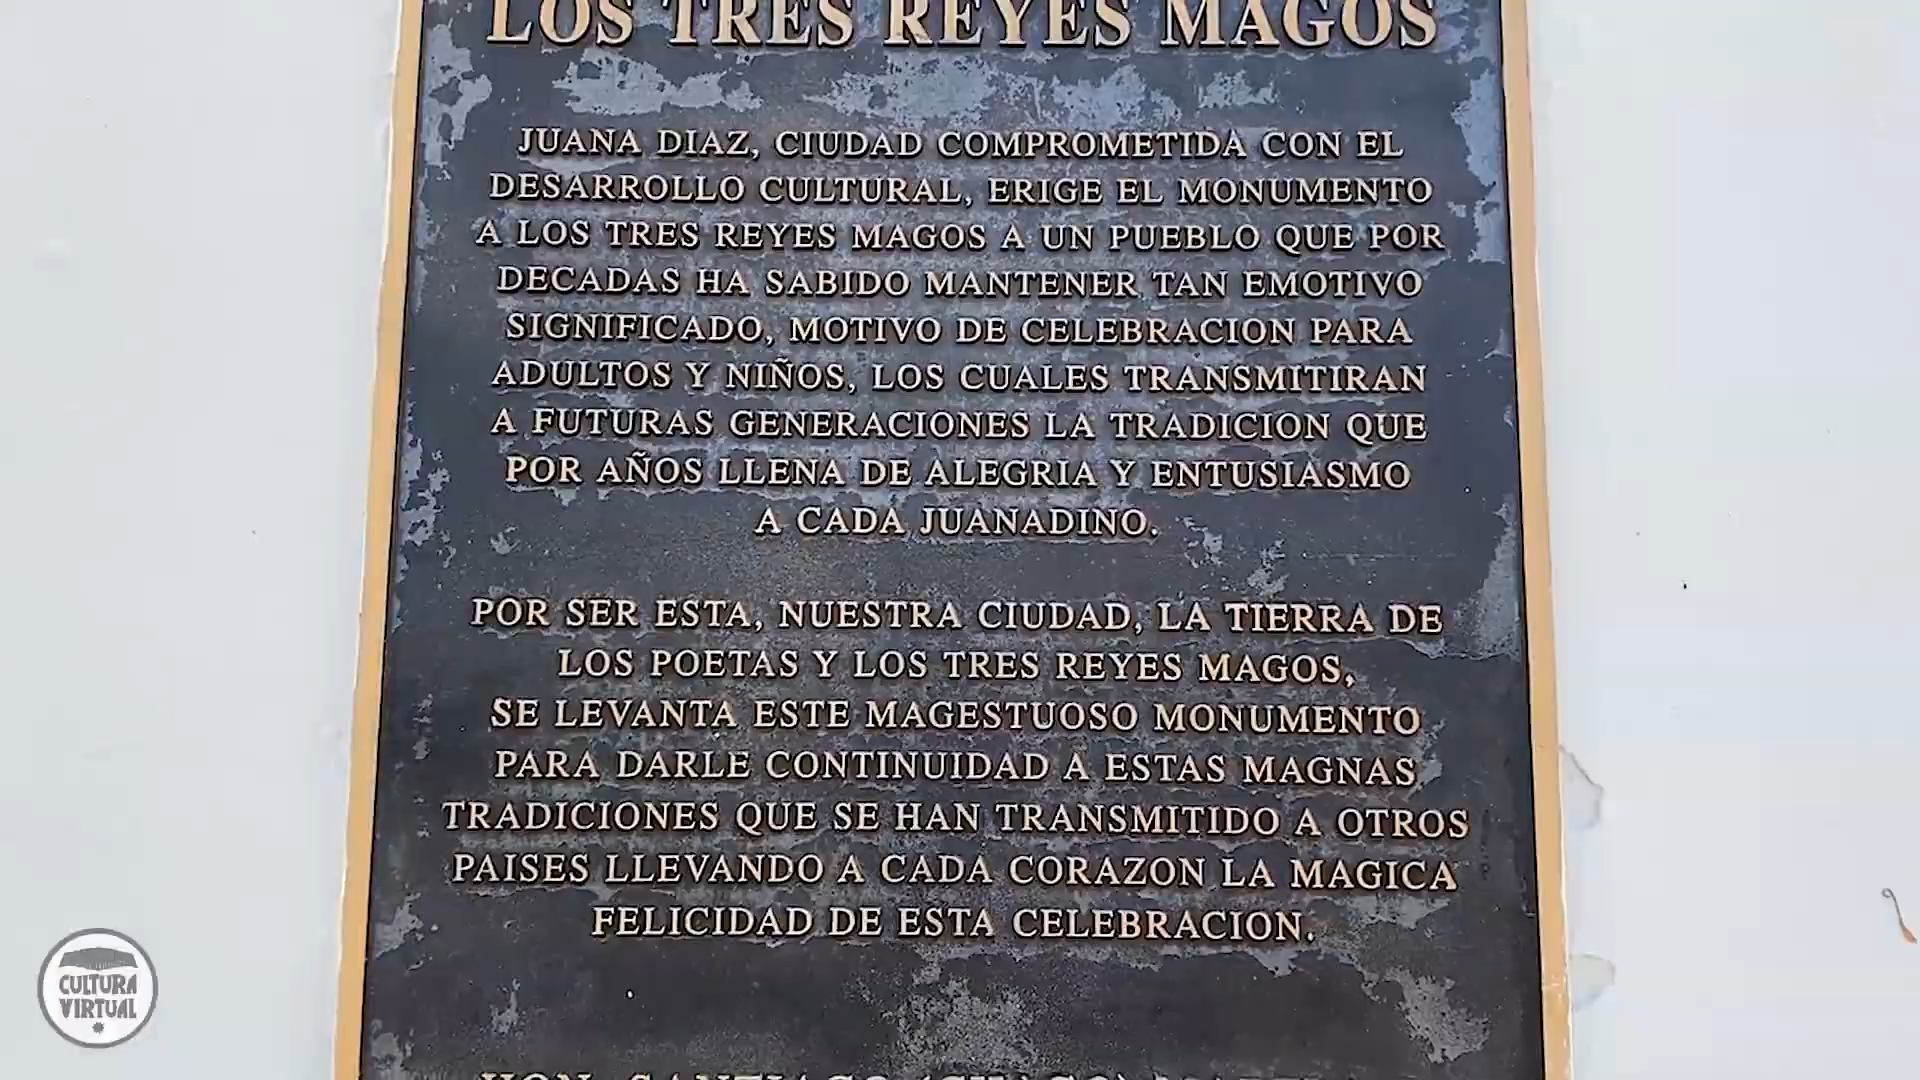 LOS TRES REYES MAGOS
JUANA DIAZ, CIUDAD COMPROMETIDA CON EL
DESARROLLO CULTURAL, ERIGE EL MONUMENTO
A LOS TRES REYES MAGOS A UN PUEBLO QUE POR
DECADAS HA SABIDO MANTENER TAN EMOTIVO
SIGNIFICADO, MOTIVO DE CELEBRACION PARA
ADULTOS Y NIÑOS, LOS CUALES TRANSMITIRAN
A FUTURAS GENERACIONES LA TRADICION QUE
POR AÑOS LLENA DE ALEGRIA Y ENTUSIASMO
A CADA JUANADINO.
POR SER ESTA, NUESTRA CIUDAD, LA TIERRA DE
LOS POETAS Y LOS TRES REYES MAGOS,
SE LEVANTA ESTE MAGESTUOSO MONUMENTO
PARA DARLE CONTINUIDAD A ESTAS MAGNAS
TRADICIONES QUE SE HAN TRANSMITIDO A OTROS
PAISES LLEVANDO A CADA CORAZON LA MAGICA
FELICIDAD DE ESTA CELEBRACION.
HON. SANTIAGO
CULTURA
VIRTUAL